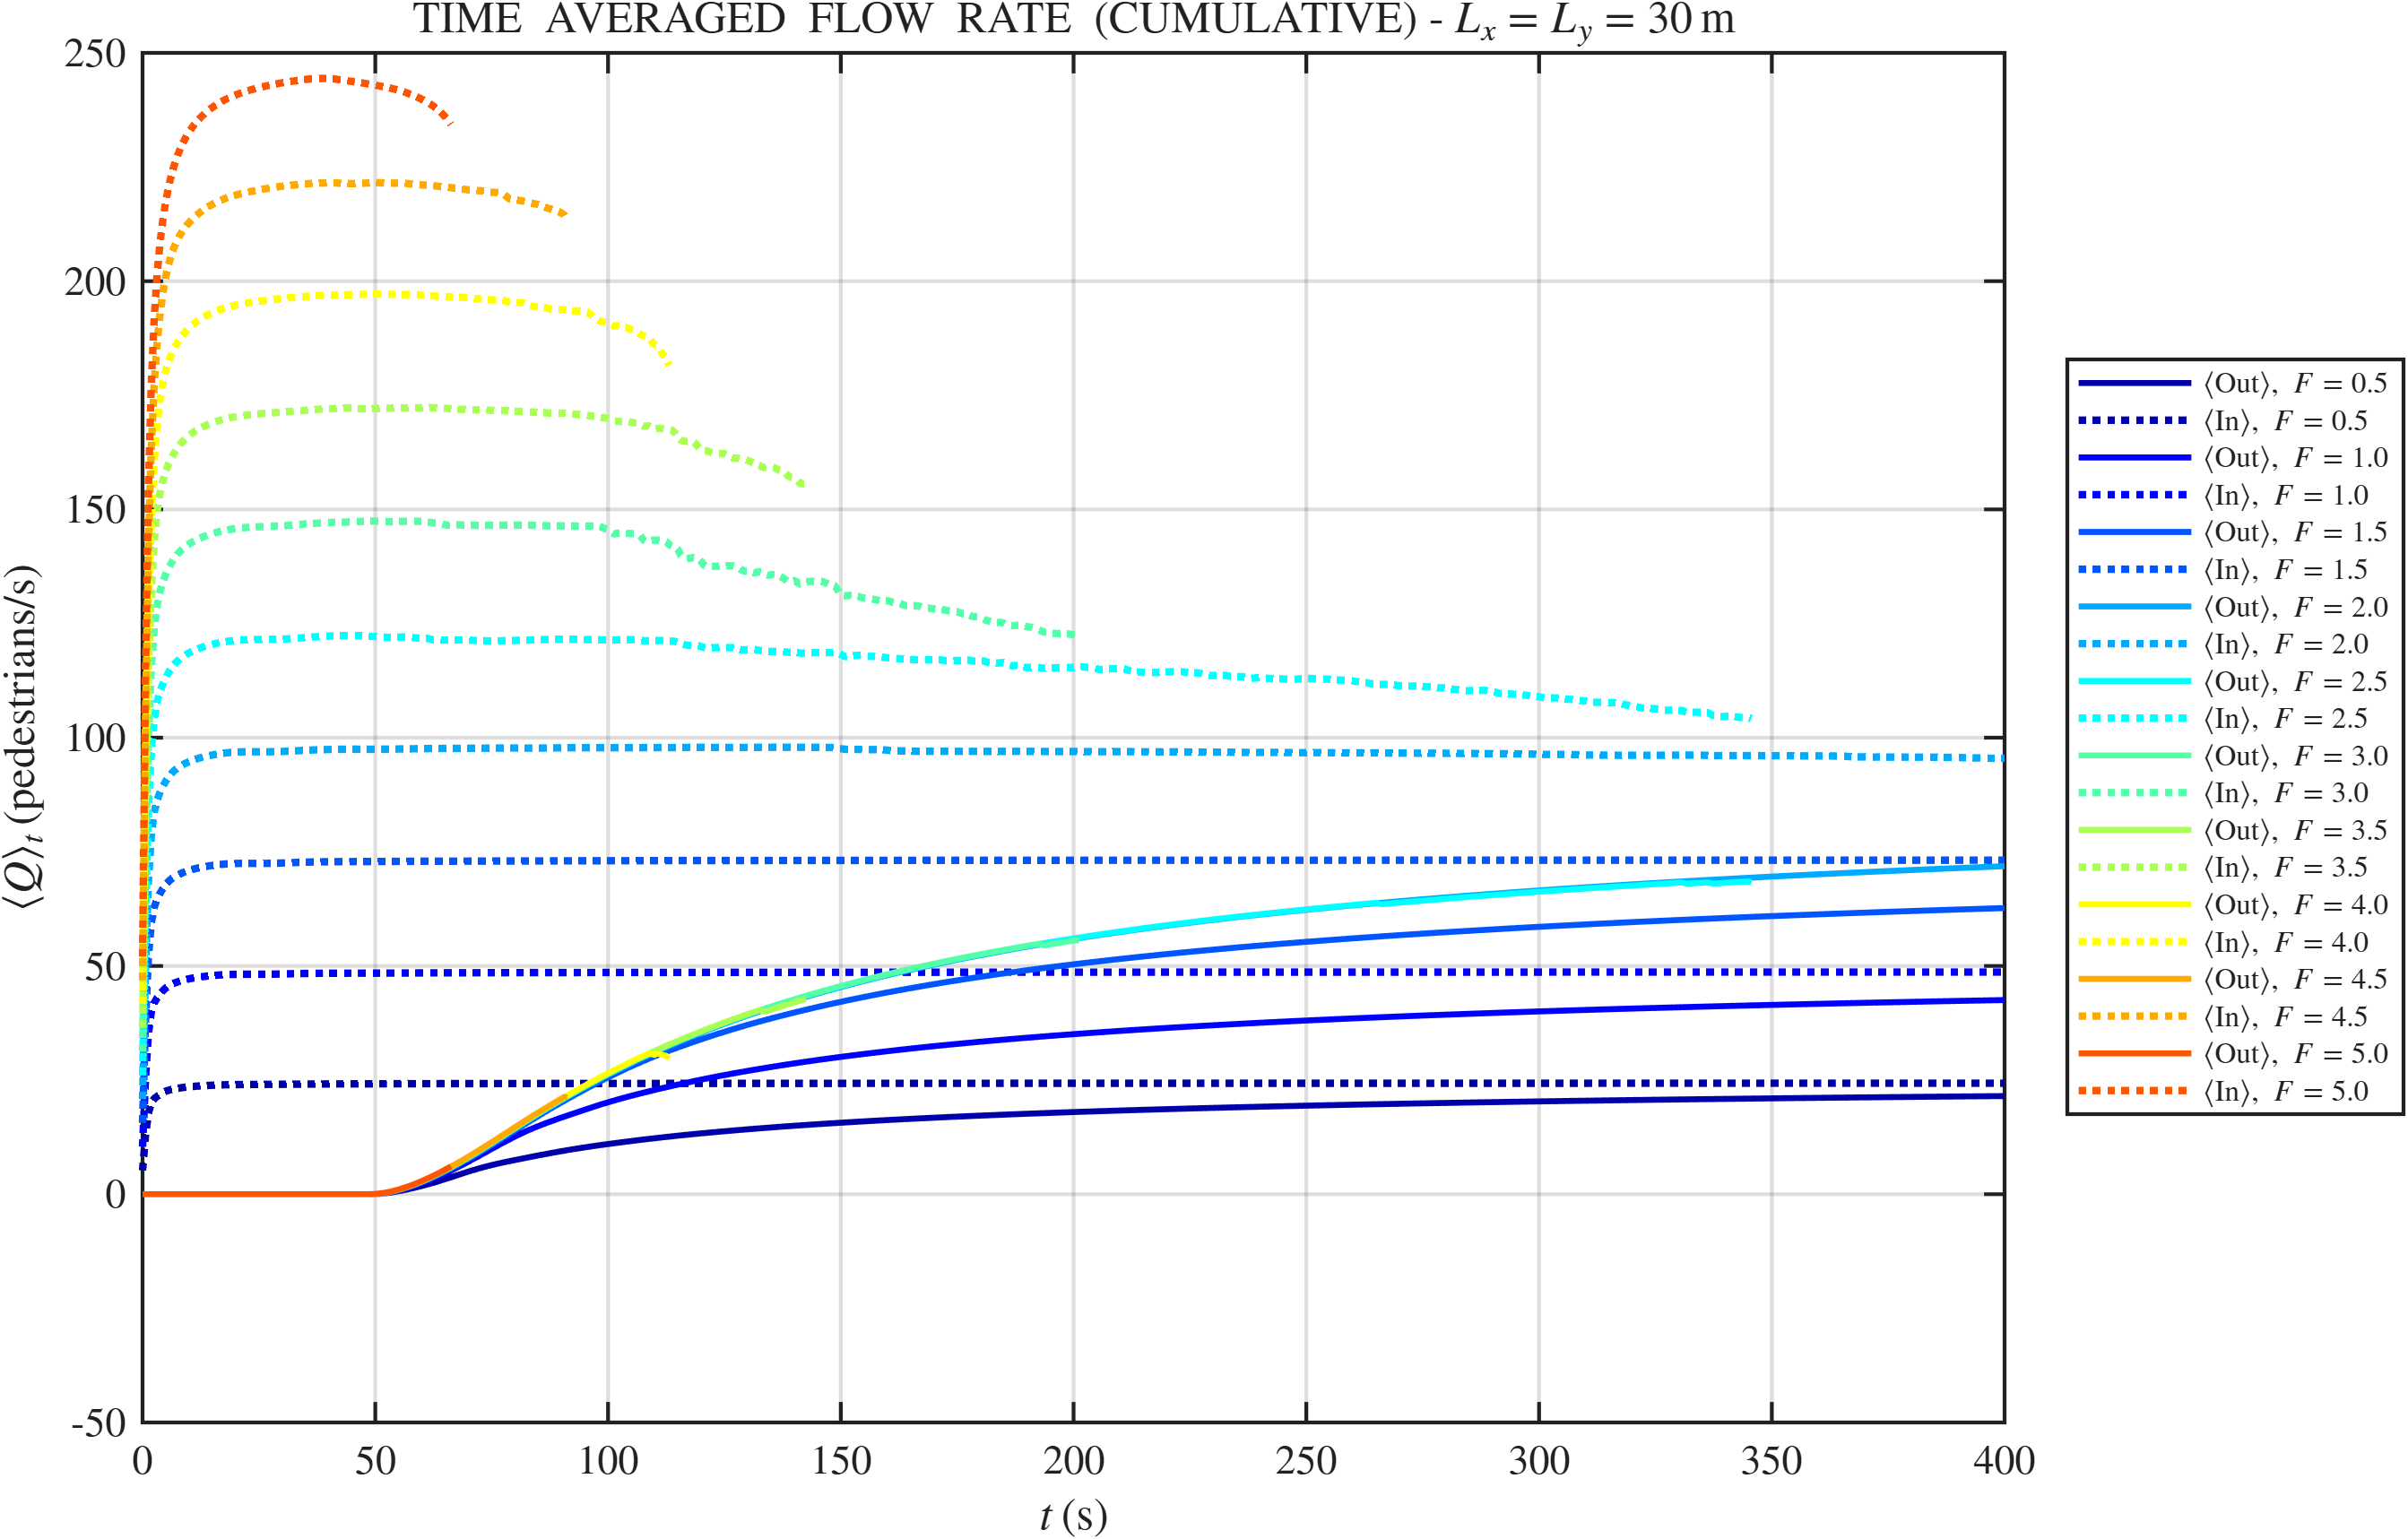 TIME AVERAGED FLOW RATE (CUMULATIVE) - Lx = Ly = 30 m
250
200
150
100
50
0
-50
⟨Q⟩t (pedestrians/s)
0 50 100 150 200 250 300 350 400
t (s)
⟨Out⟩, F = 0.5
⟨In⟩, F = 0.5
⟨Out⟩, F = 1.0
⟨In⟩, F = 1.0
⟨Out⟩, F = 1.5
⟨In⟩, F = 1.5
⟨Out⟩, F = 2.0
⟨In⟩, F = 2.0
⟨Out⟩, F = 2.5
⟨In⟩, F = 2.5
⟨Out⟩, F = 3.0
⟨In⟩, F = 3.0
⟨Out⟩, F = 3.5
⟨In⟩, F = 3.5
⟨Out⟩, F = 4.0
⟨In⟩, F = 4.0
⟨Out⟩, F = 4.5
⟨In⟩, F = 4.5
⟨Out⟩, F = 5.0
⟨In⟩, F = 5.0